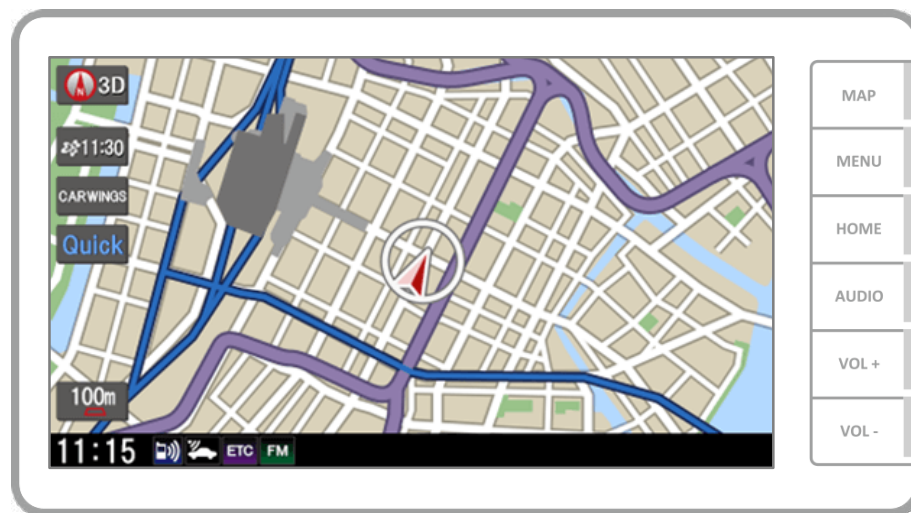 3D
N
11:30
CARWINGS
Quick
100m
11:15 ETC FM
MAP
MENU
HOME
AUDIO
VOL +
VOL -